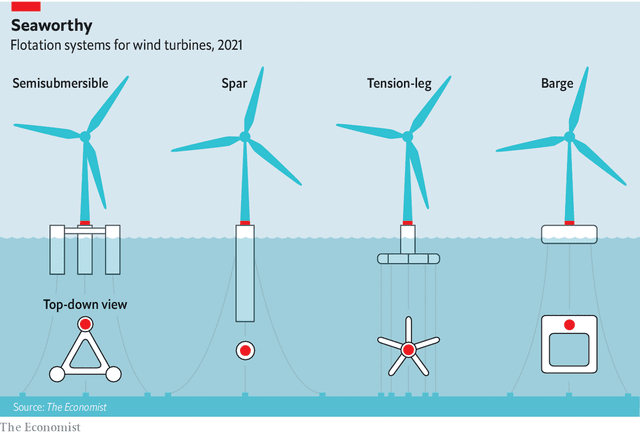 Seaworthy
Flotation systems for wind turbines, 2021
Semisubmersible
Spar
Tension-leg
Barge
Top-down view
Source: The Economist
The Economist